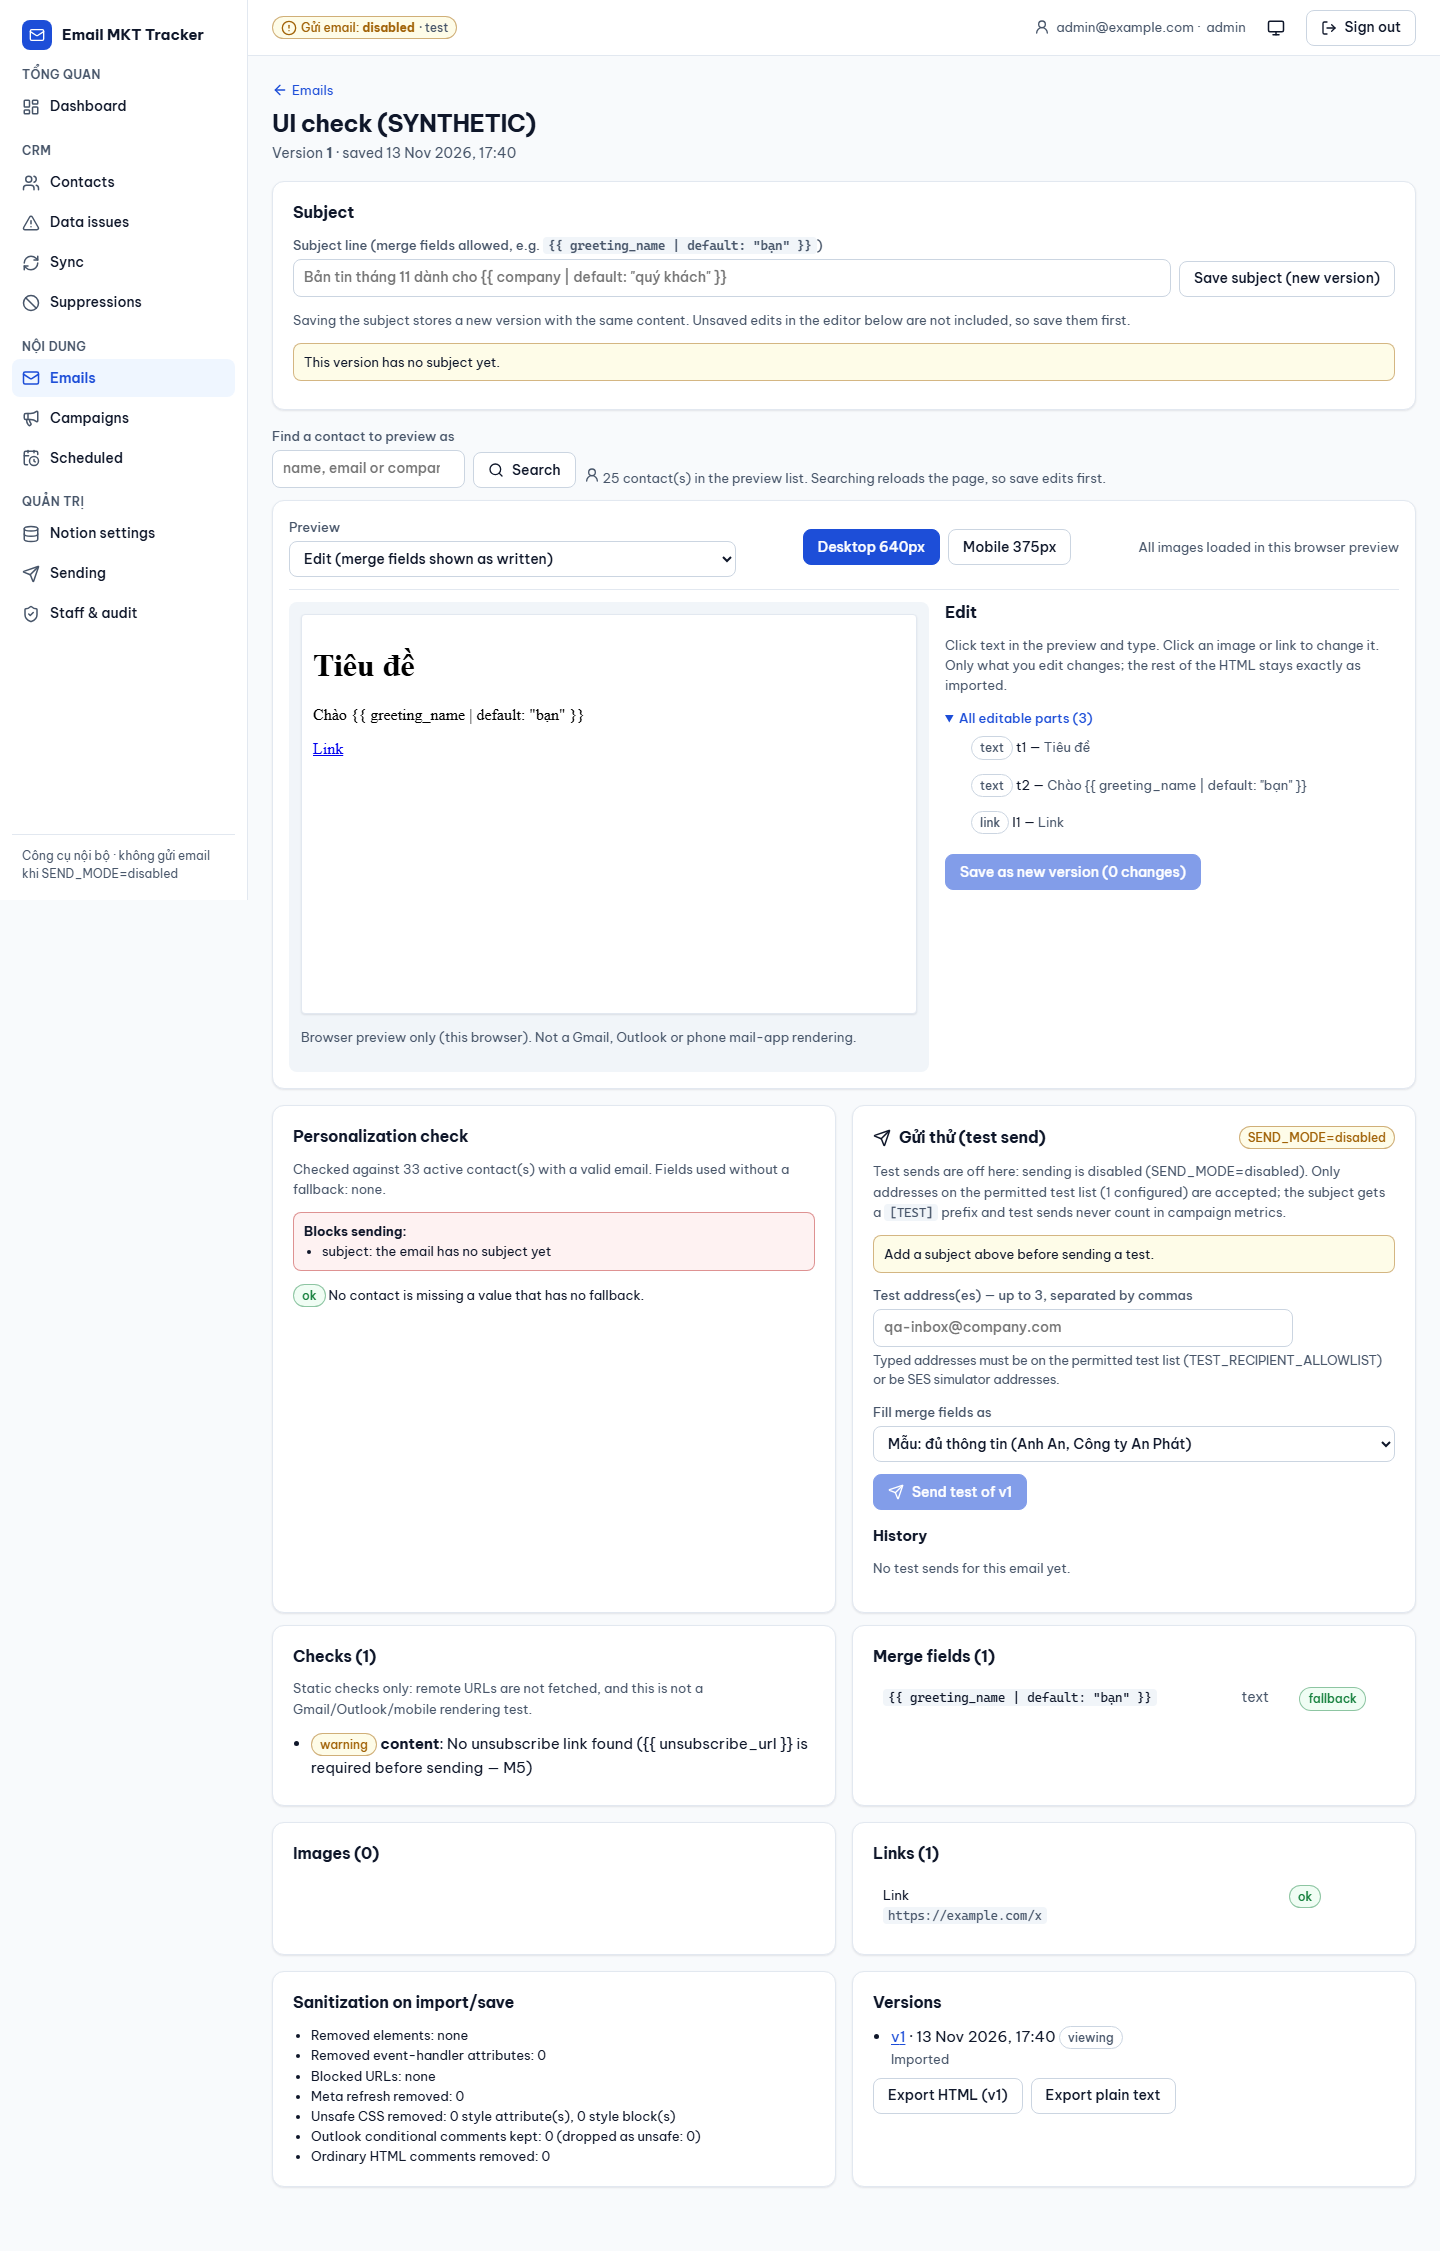 Email MKT Tracker
TỔNG QUAN
Dashboard
CRM
Contacts
Data issues
Sync
Suppressions
NỘI DUNG
Emails
Campaigns
Scheduled
QUẢN TRỊ
Notion settings
Sending
Staff & audit
Công cụ nội bộ · không gửi email
khi SEND_MODE=disabled
Gửi email: disabled · test
admin@example.com · admin
Sign out
Emails
UI check (SYNTHETIC)
Version 1 · saved 13 Nov 2026, 17:40
Subject
Subject line (merge fields allowed, e.g. {{ greeting_name | default: "bạn" }} )
Bản tin tháng 11 dành cho {{ company | default: "quý khách" }}
Save subject (new version)
Saving the subject stores a new version with the same content. Unsaved edits in the editor below are not included, so save them first.
This version has no subject yet.
Find a contact to preview as
name, email or compar
Search
25 contact(s) in the preview list. Searching reloads the page, so save edits first.
Preview
Edit (merge fields shown as written)
Desktop 640px
Mobile 375px
All images loaded in this browser preview
Tiêu đề
Chào {{ greeting_name | default: "bạn" }}
Link
Browser preview only (this browser). Not a Gmail, Outlook or phone mail-app rendering.
Edit
Click text in the preview and type. Click an image or link to change it.
Only what you edit changes; the rest of the HTML stays exactly as
imported.
All editable parts (3)
text t1 — Tiêu đề
text t2 — Chào {{ greeting_name | default: "bạn" }}
link l1 — Link
Save as new version (0 changes)
Personalization check
Checked against 33 active contact(s) with a valid email. Fields used without a
fallback: none.
Blocks sending:
• subject: the email has no subject yet
ok No contact is missing a value that has no fallback.
Gửi thử (test send)
SEND_MODE=disabled
Test sends are off here: sending is disabled (SEND_MODE=disabled). Only
addresses on the permitted test list (1 configured) are accepted; the subject gets
a [TEST] prefix and test sends never count in campaign metrics.
Add a subject above before sending a test.
Test address(es) — up to 3, separated by commas
qa-inbox@company.com
Typed addresses must be on the permitted test list (TEST_RECIPIENT_ALLOWLIST)
or be SES simulator addresses.
Fill merge fields as
Mẫu: đủ thông tin (Anh An, Công ty An Phát)
Send test of v1
History
No test sends for this email yet.
Checks (1)
Static checks only: remote URLs are not fetched, and this is not a
Gmail/Outlook/mobile rendering test.
• warning content: No unsubscribe link found ({{ unsubscribe_url }} is
required before sending — M5)
Merge fields (1)
{{ greeting_name | default: "bạn" }} text fallback
Images (0)
Links (1)
Link ok
https://example.com/x
Sanitization on import/save
• Removed elements: none
• Removed event-handler attributes: 0
• Blocked URLs: none
• Meta refresh removed: 0
• Unsafe CSS removed: 0 style attribute(s), 0 style block(s)
• Outlook conditional comments kept: 0 (dropped as unsafe: 0)
• Ordinary HTML comments removed: 0
Versions
• v1 · 13 Nov 2026, 17:40 viewing
Imported
Export HTML (v1)
Export plain text